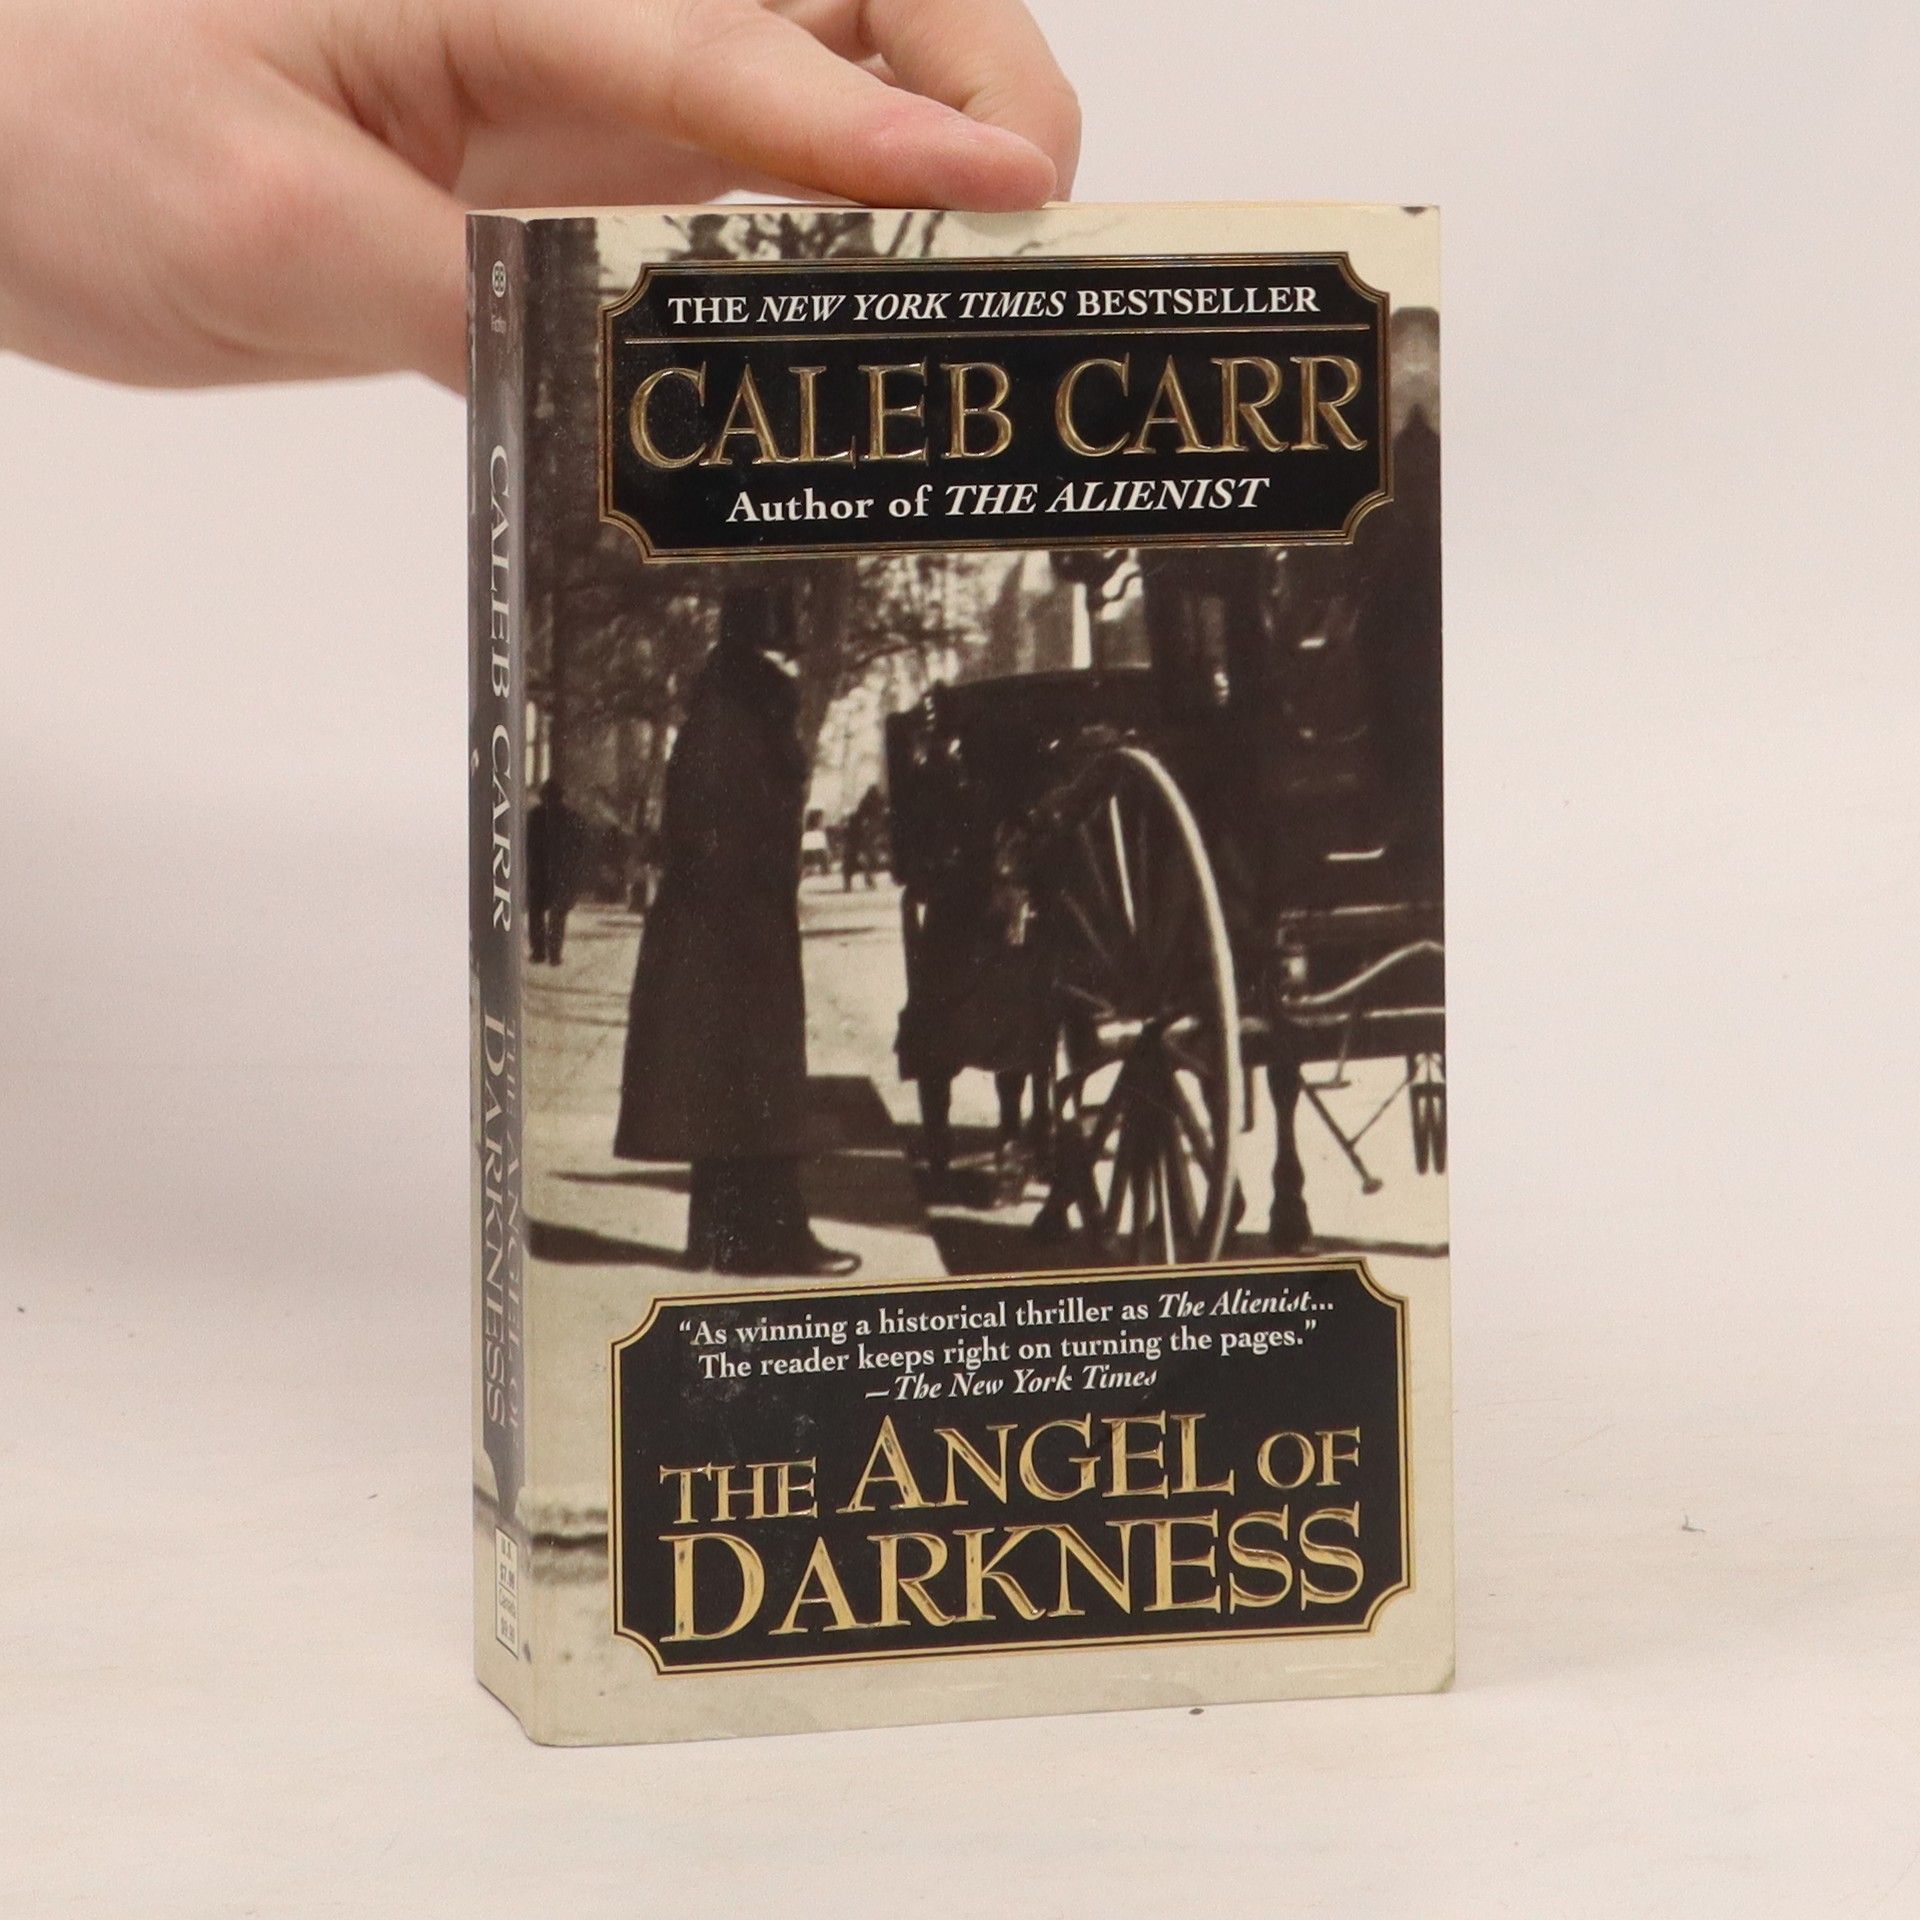 THE NEW YORK TIMES BESTSELLER
CALEB CARR
Author of THE ALIENIST
"As winning a historical thriller as The Alienist...
The reader keeps right on turning the pages."
—The New York Times
THE ANGEL OF
DARKNESS
CALEB CARR
THE ANGEL OF
DARKNESS
U.S.
Canada